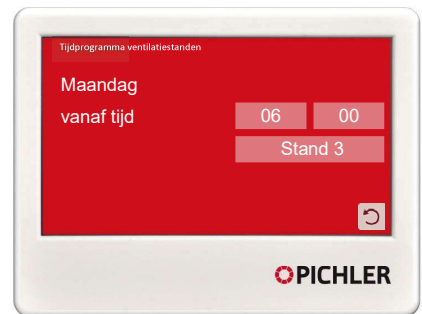 Tijdprogramma ventilatiestanden
Maandag
vanaf tijd 06 00
Stand 3
PICHLER